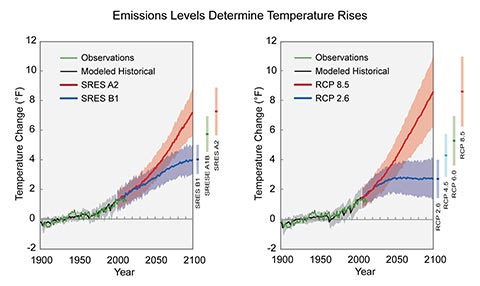 Emissions Levels Determine Temperature Rises
12
10
8
6
4
2
0
-2
Temperature Change (°F)
Observations
Modeled Historical
SRES A2
SRES B1
1900
1950
2000
2050
2100
Year
SRES B1
SRESE A1B
SRES A2
12
10
8
6
4
2
0
-2
Temperature Change (°F)
Observations
Modeled Historical
RCP 8.5
RCP 2.6
1900
1950
2000
2050
2100
Year
RCP 2.6
RCP 4.5
RCP 6.0
RCP 8.5